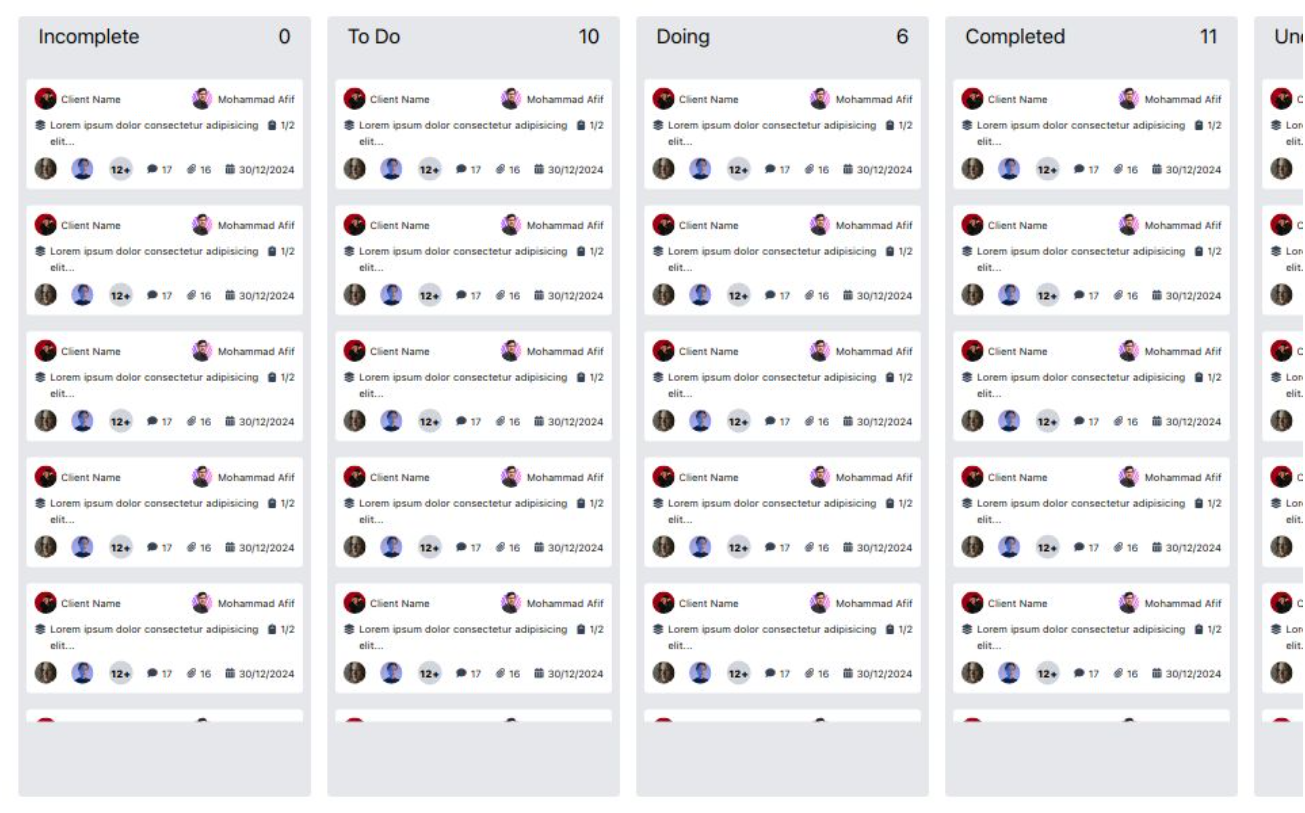 Incomplete 0
Client Name Mohammad Afif
Lorem ipsum dolor consectetur adipisicing 1/2
elit...
12+ 17 16 30/12/2024
Client Name Mohammad Afif
Lorem ipsum dolor consectetur adipisicing 1/2
elit...
12+ 17 16 30/12/2024
Client Name Mohammad Afif
Lorem ipsum dolor consectetur adipisicing 1/2
elit...
12+ 17 16 30/12/2024
Client Name Mohammad Afif
Lorem ipsum dolor consectetur adipisicing 1/2
elit...
12+ 17 16 30/12/2024
Client Name Mohammad Afif
Lorem ipsum dolor consectetur adipisicing 1/2
elit...
12+ 17 16 30/12/2024
To Do 10
Client Name Mohammad Afif
Lorem ipsum dolor consectetur adipisicing 1/2
elit...
12+ 17 16 30/12/2024
Client Name Mohammad Afif
Lorem ipsum dolor consectetur adipisicing 1/2
elit...
12+ 17 16 30/12/2024
Client Name Mohammad Afif
Lorem ipsum dolor consectetur adipisicing 1/2
elit...
12+ 17 16 30/12/2024
Client Name Mohammad Afif
Lorem ipsum dolor consectetur adipisicing 1/2
elit...
12+ 17 16 30/12/2024
Client Name Mohammad Afif
Lorem ipsum dolor consectetur adipisicing 1/2
elit...
12+ 17 16 30/12/2024
Doing 6
Client Name Mohammad Afif
Lorem ipsum dolor consectetur adipisicing 1/2
elit...
12+ 17 16 30/12/2024
Client Name Mohammad Afif
Lorem ipsum dolor consectetur adipisicing 1/2
elit...
12+ 17 16 30/12/2024
Client Name Mohammad Afif
Lorem ipsum dolor consectetur adipisicing 1/2
elit...
12+ 17 16 30/12/2024
Client Name Mohammad Afif
Lorem ipsum dolor consectetur adipisicing 1/2
elit...
12+ 17 16 30/12/2024
Client Name Mohammad Afif
Lorem ipsum dolor consectetur adipisicing 1/2
elit...
12+ 17 16 30/12/2024
Completed 11
Client Name Mohammad Afif
Lorem ipsum dolor consectetur adipisicing 1/2
elit...
12+ 17 16 30/12/2024
Client Name Mohammad Afif
Lorem ipsum dolor consectetur adipisicing 1/2
elit...
12+ 17 16 30/12/2024
Client Name Mohammad Afif
Lorem ipsum dolor consectetur adipisicing 1/2
elit...
12+ 17 16 30/12/2024
Client Name Mohammad Afif
Lorem ipsum dolor consectetur adipisicing 1/2
elit...
12+ 17 16 30/12/2024
Client Name Mohammad Afif
Lorem ipsum dolor consectetur adipisicing 1/2
elit...
12+ 17 16 30/12/2024